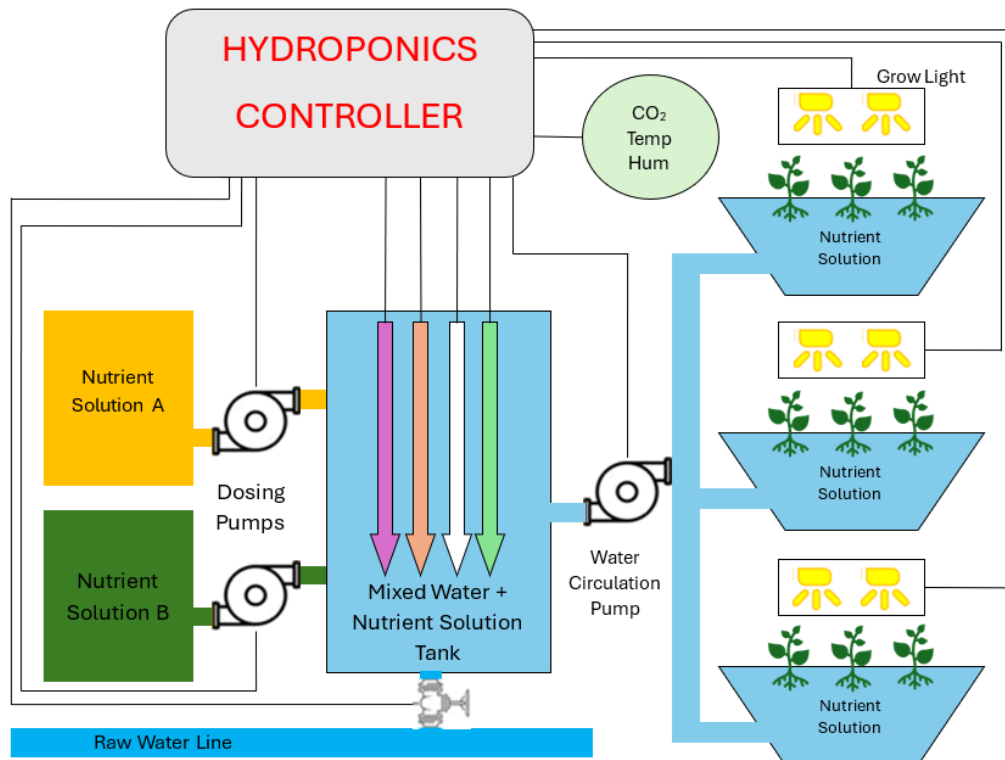 HYDROPONICS
CONTROLLER
Grow Light
CO₂
Temp
Hum
Nutrient
Solution
Nutrient
Solution A
Dosing
Pumps
Nutrient
Solution B
Mixed Water +
Nutrient Solution
Tank
Water
Circulation
Pump
Nutrient
Solution
Nutrient
Solution
Raw Water Line